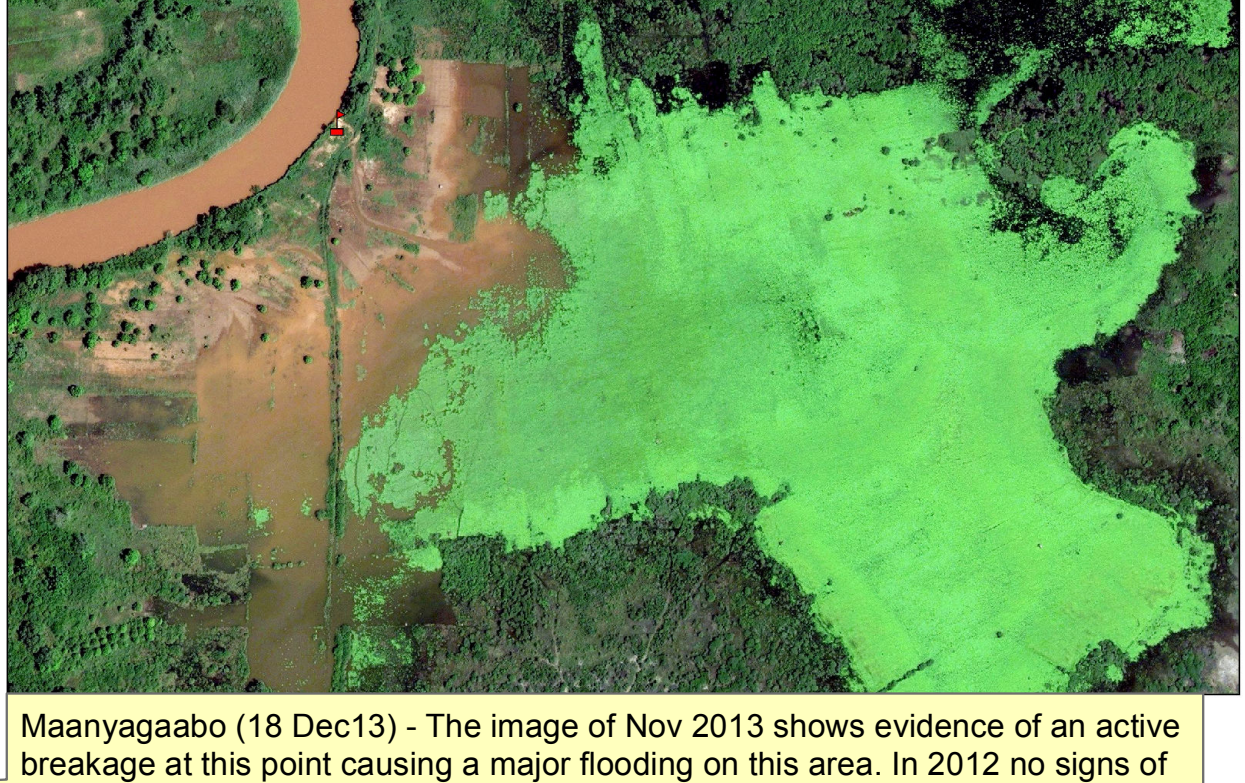 Maanyagaabo (18 Dec13) - The image of Nov 2013 shows evidence of an active
breakage at this point causing a major flooding on this area. In 2012 no signs of